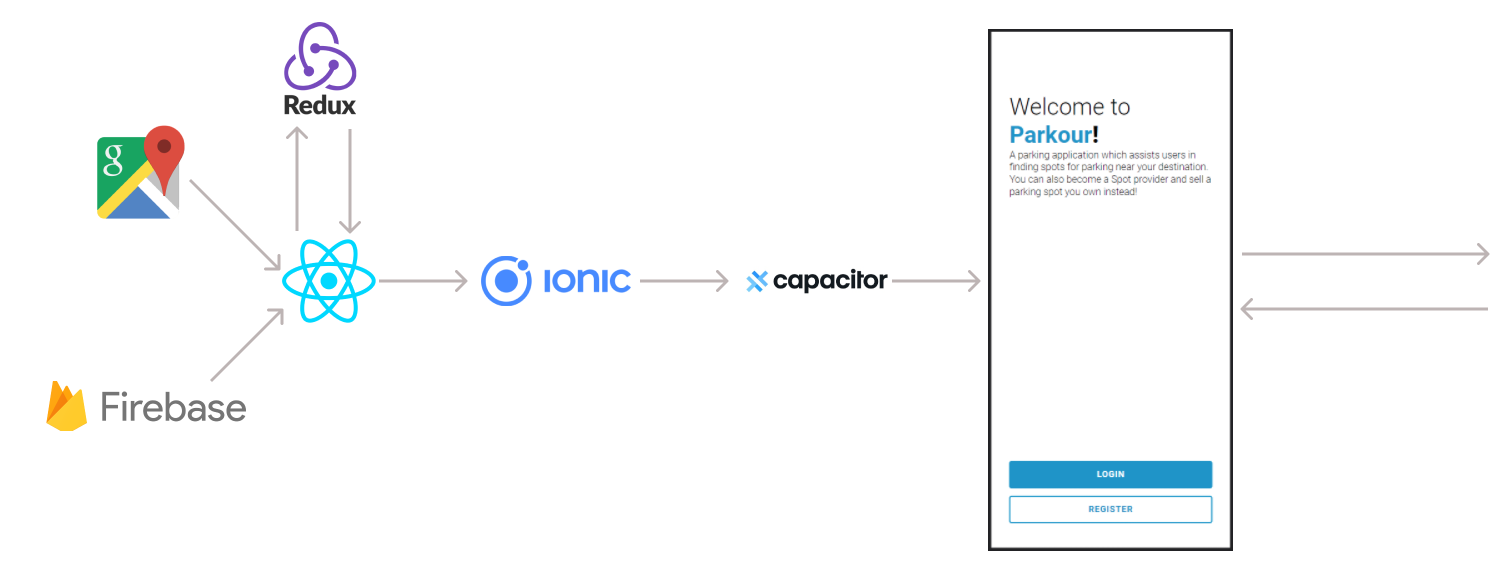 Redux
g
Firebase
IONIC
capacitor
Welcome to
Parkour!
A parking application which assists users in
finding spots for parking near your destination.
You can also become a Spot provider and sell a
parking spot you own instead!
LOGIN
REGISTER